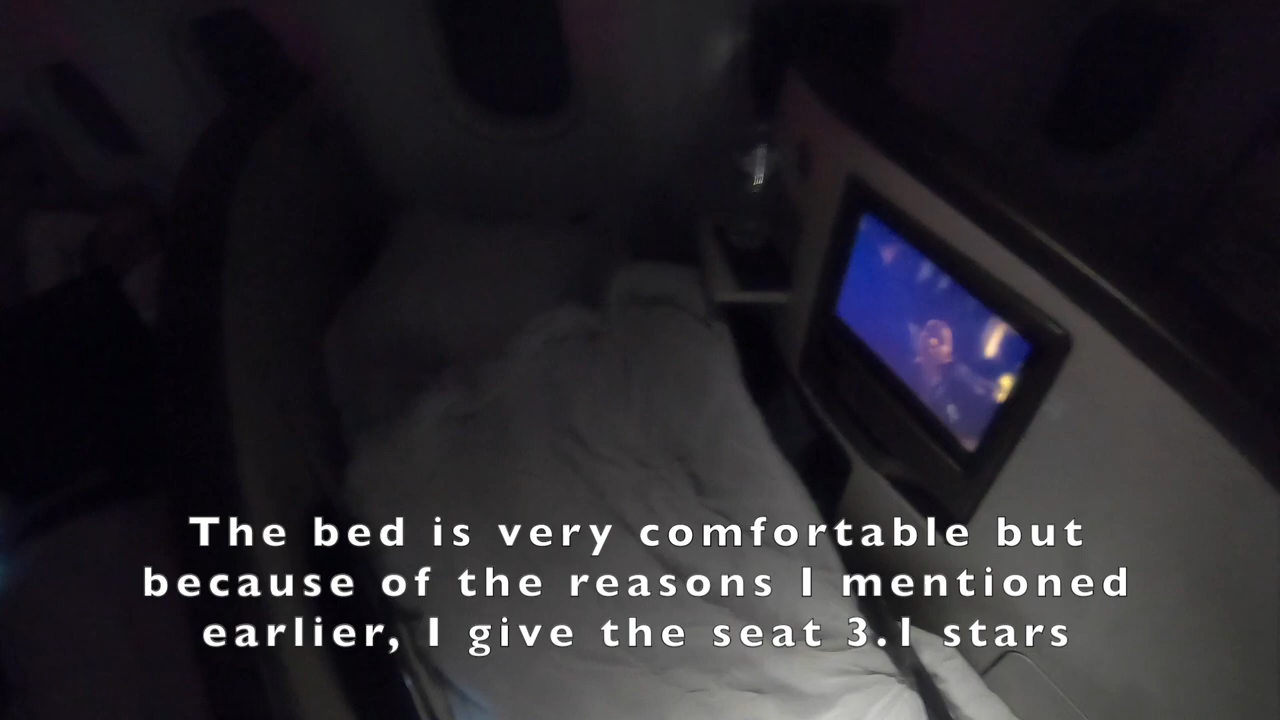 The bed is very comfortable but
because of the reasons I mentioned
earlier, I give the seat 3.1 stars